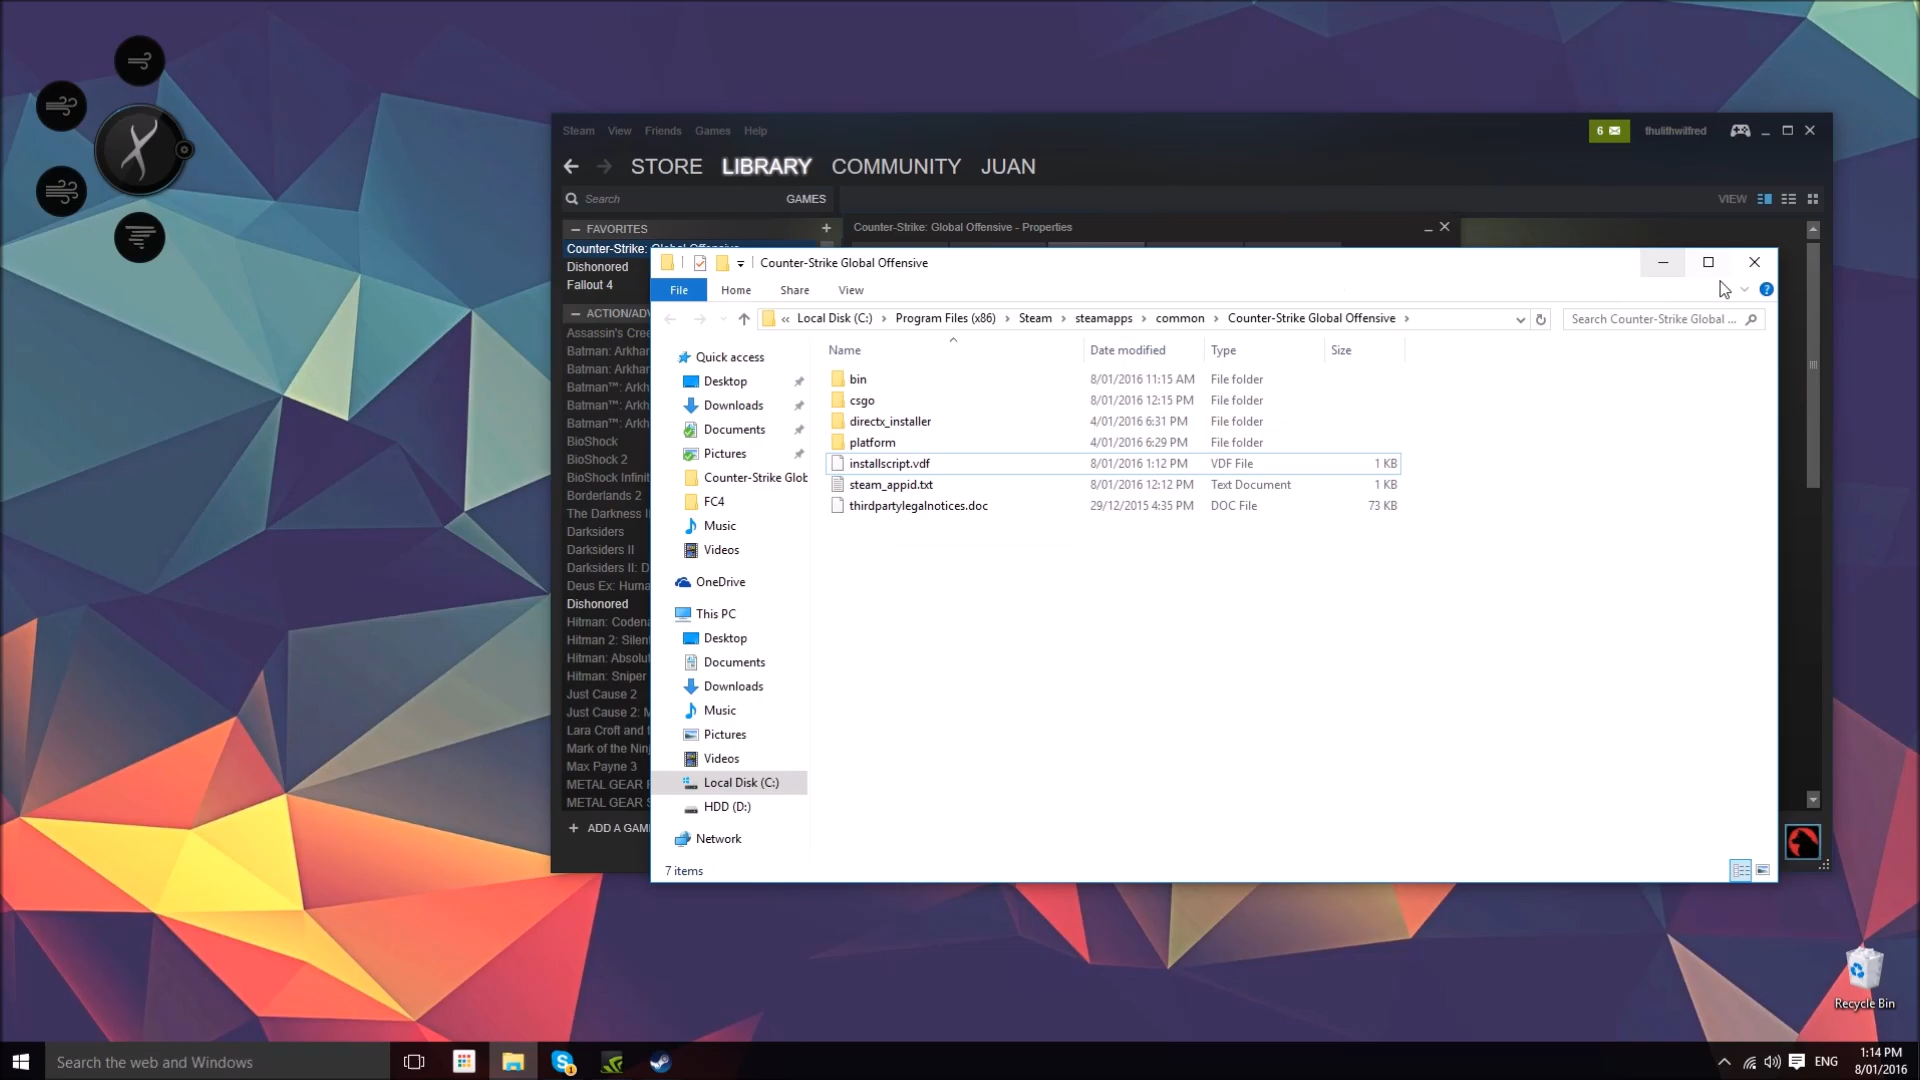 Steam View Friends Games Help
6 thulithwilfred
STORE LIBRARY COMMUNITY JUAN
Search GAMES VIEW
FAVORITES
Counter-Strike: Global Offensive - Properties
Counter-Strike: Global Offensive
Dishonored
Fallout 4
ACTION/AD
Assassin's Cree
Batman: Arkha
Batman: Arkha
Batman™: Arkh
Batman™: Arkh
Batman™: Arkh
BioShock
BioShock 2
BioShock Infinit
Borderlands 2
The Darkness I
Darksiders
Darksiders II
Darksiders II: D
Deus Ex: Huma
Dishonored
Hitman: Codena
Hitman 2: Silent
Hitman: Absolut
Hitman: Sniper
Just Cause 2
Just Cause 2: M
Lara Croft and t
Mark of the Ninj
Max Payne 3
METAL GEAR
METAL GEAR S
ADD A GAM
Counter-Strike Global Offensive
File Home Share View
« Local Disk (C:) Program Files (x86) Steam steamapps common Counter-Strike Global Offensive
Search Counter-Strike Global ...
Quick access
Desktop
Downloads
Documents
Pictures
Counter-Strike Glob
FC4
Music
Videos
OneDrive
This PC
Desktop
Documents
Downloads
Music
Pictures
Videos
Local Disk (C:)
HDD (D:)
Network
Name Date modified Type Size
bin 8/01/2016 11:15 AM File folder
csgo 8/01/2016 12:15 PM File folder
directx_installer 4/01/2016 6:31 PM File folder
platform 4/01/2016 6:29 PM File folder
installscript.vdf 8/01/2016 1:12 PM VDF File 1 KB
steam_appid.txt 8/01/2016 12:12 PM Text Document 1 KB
thirdpartylegalnotices.doc 29/12/2015 4:35 PM DOC File 73 KB
7 items
Recycle Bin
Search the web and Windows
ENG
1:14 PM
8/01/2016